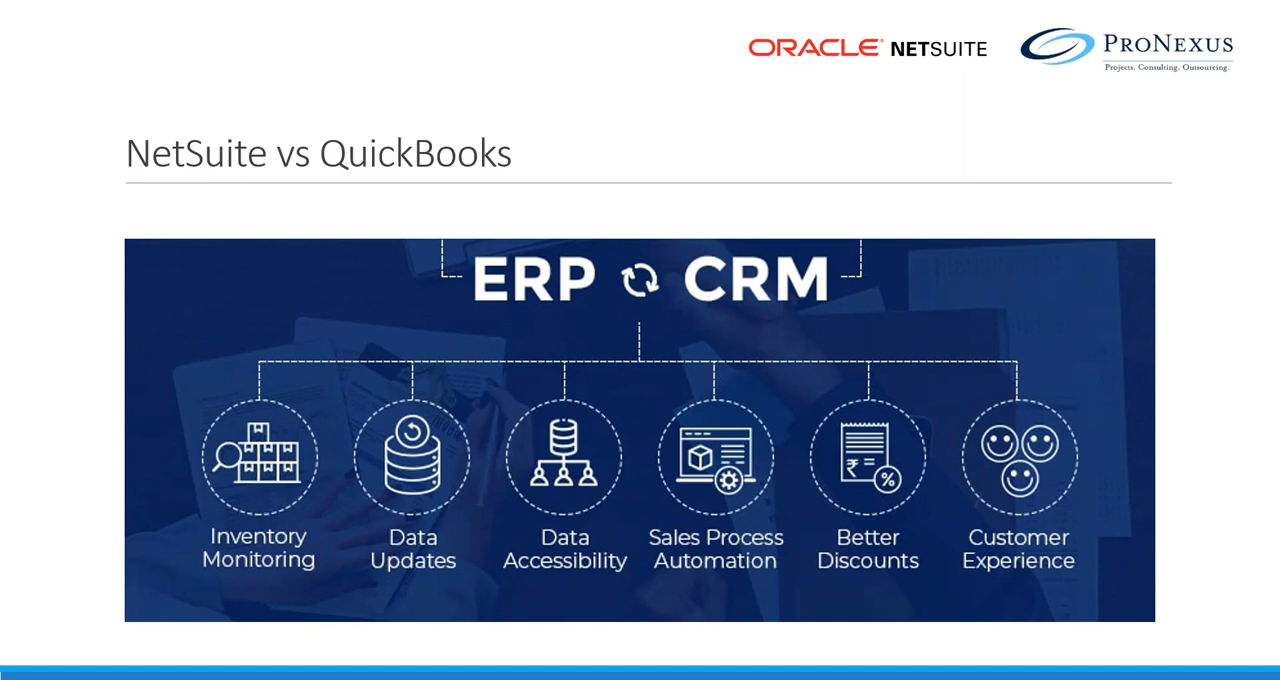 ORACLE® NETSUITE
PRONEXUS
Projects. Consulting. Outsourcing.
NetSuite vs QuickBooks
ERP CRM
Inventory Monitoring
Data Updates
Data Accessibility
Sales Process Automation
₹
%
Better Discounts
Customer Experience